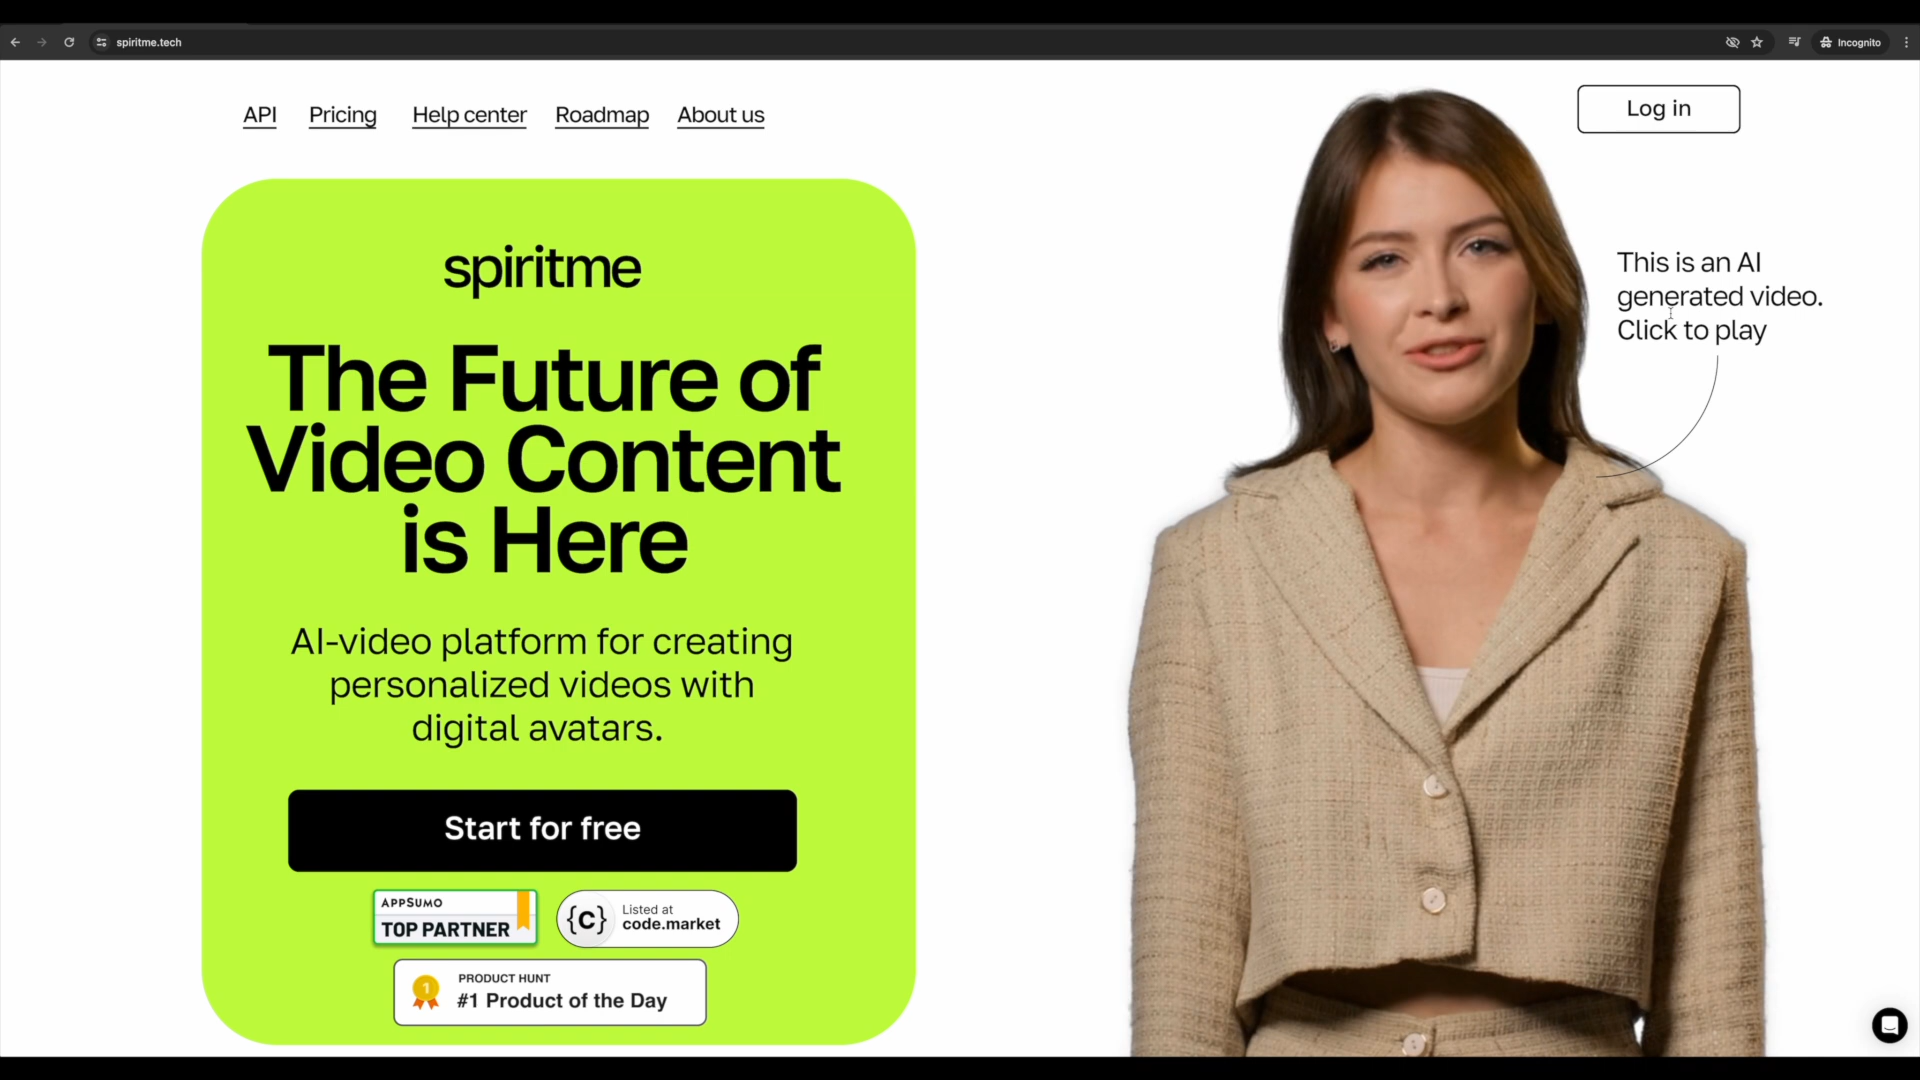 spiritme.tech
Incognito
API Pricing Help center Roadmap About us
Log in
spiritme
The Future of
Video Content
is Here
AI-video platform for creating
personalized videos with
digital avatars.
Start for free
APPSUMO
TOP PARTNER
{c}
Listed at
code.market
1
PRODUCT HUNT
#1 Product of the Day
This is an AI
generated video.
Click to play